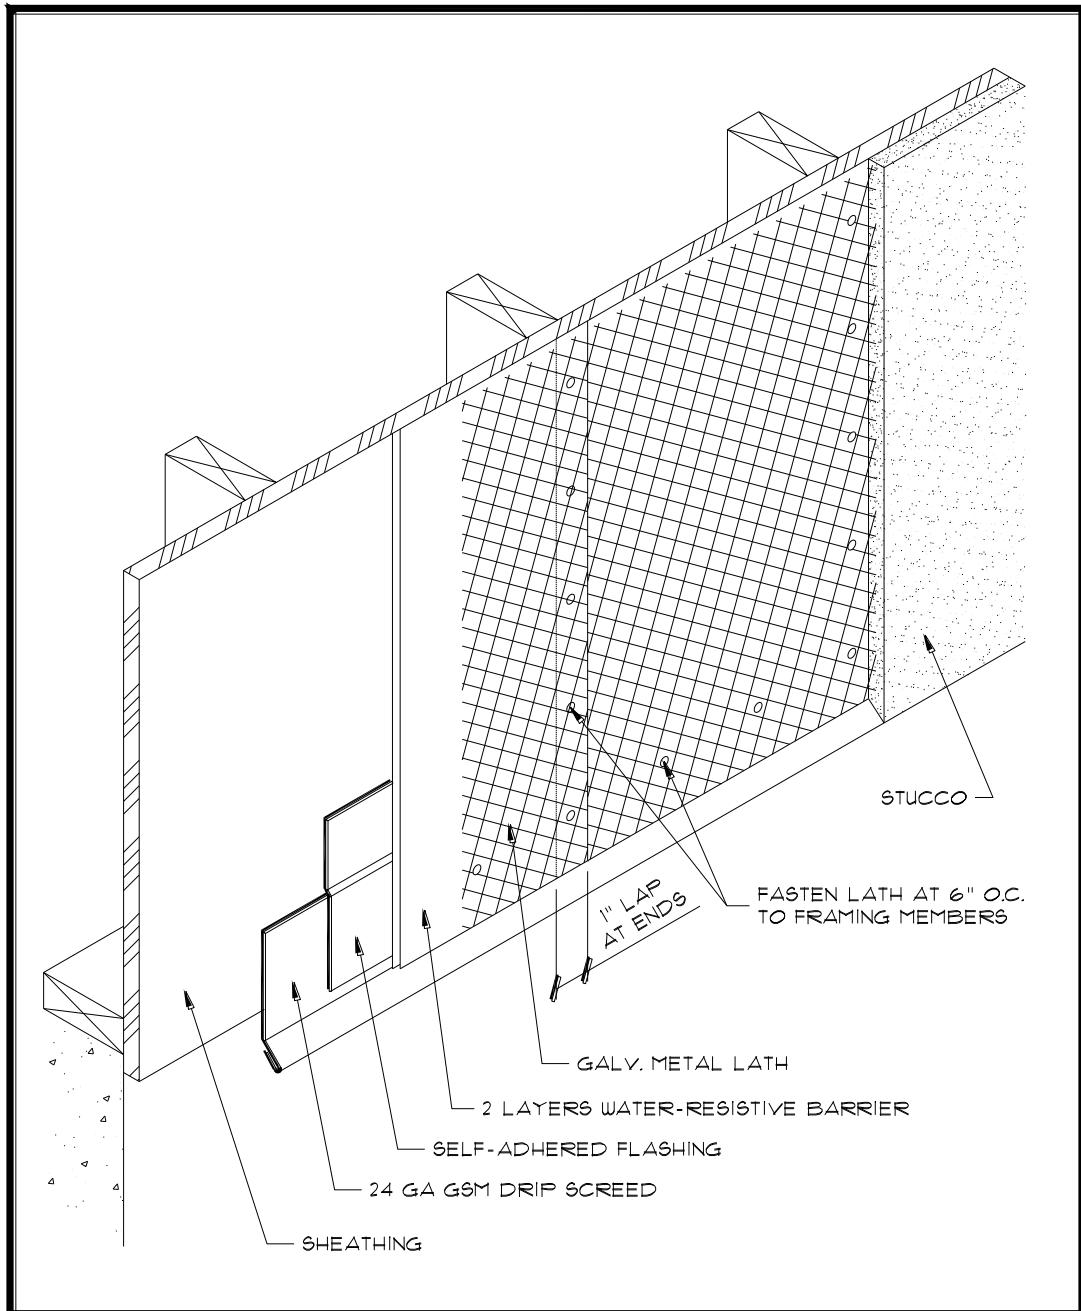 STUCCO
FASTEN LATH AT 6" O.C.
TO FRAMING MEMBERS
1" LAP
AT ENDS
GALV. METAL LATH
2 LAYERS WATER-RESISTIVE BARRIER
SELF-ADHERED FLASHING
24 GA GSM DRIP SCREED
SHEATHING